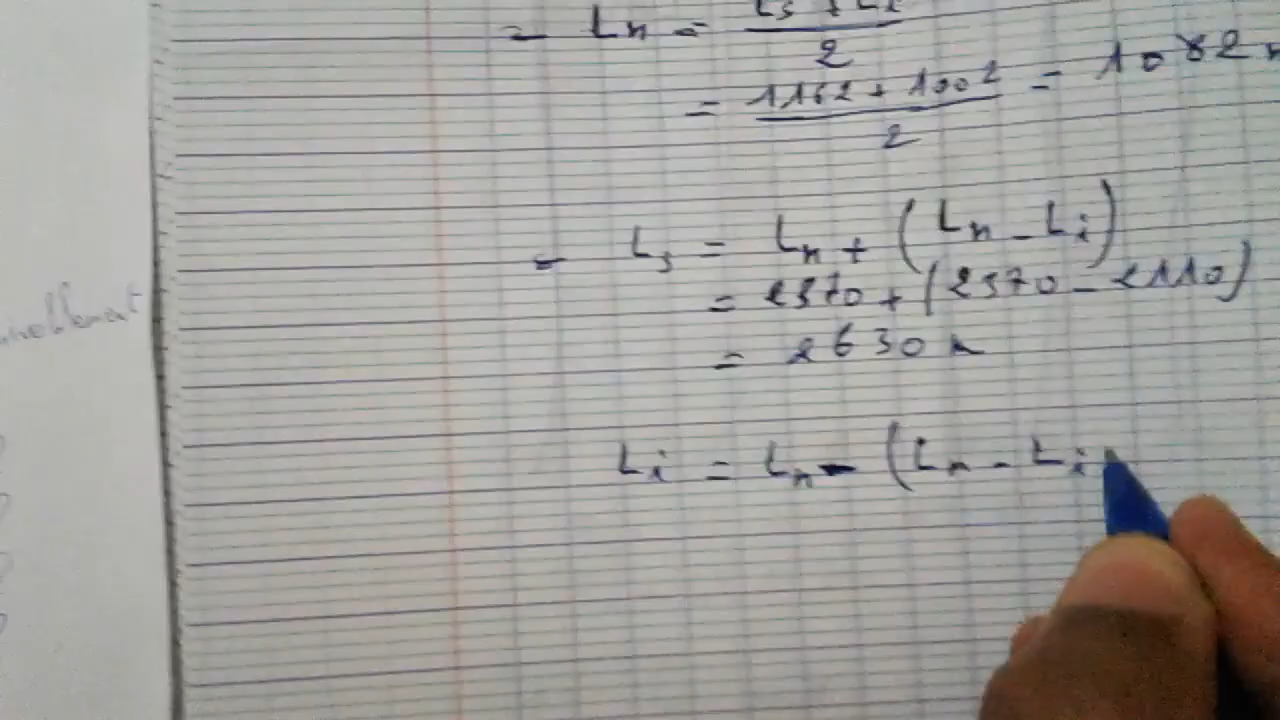 - Ln = Ls + Li / 2
= 1162 + 1002 / 2 = 1082
- Ls = Ln + (Ln - Li)
= 2370 + (2370 - 2110)
= 2630 m
Li = Ln - (Ln - Li